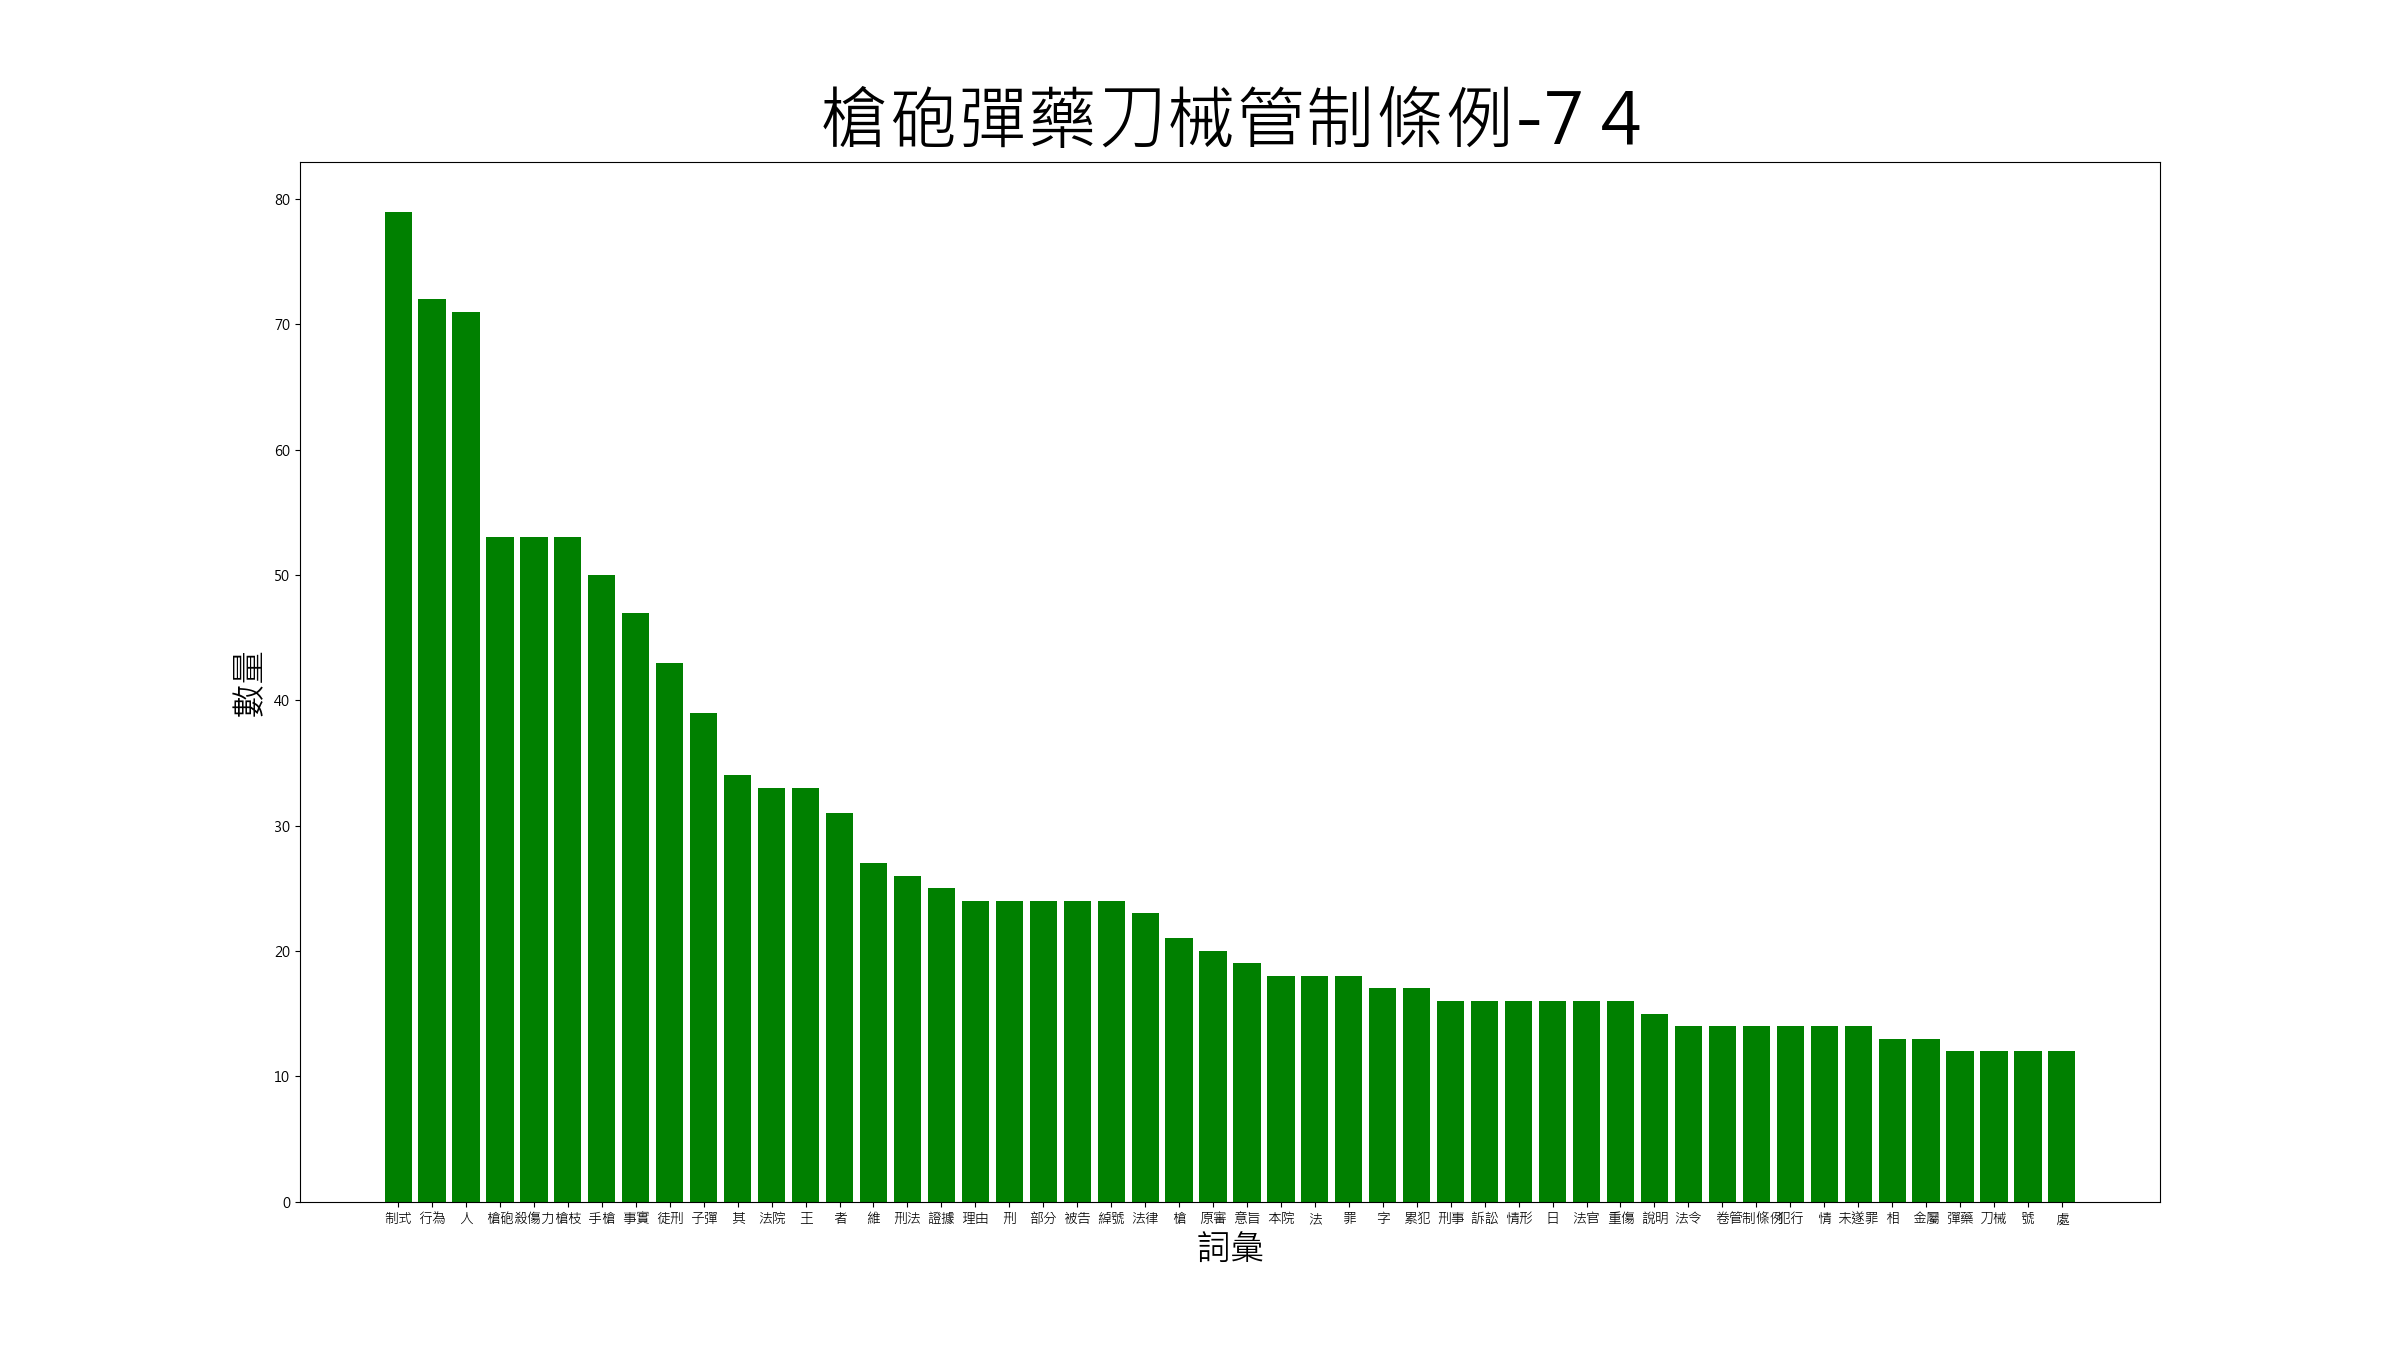 槍砲彈藥刀械管制條例-7 4
80
70
60
50
40
30
20
10
0
數量
制式 行為 人 槍砲 殺傷力 槍枝 手槍 事實 徒刑 子彈 其 法院 王 者 維 刑法 證據 理由 刑 部分 被告 綽號 法律 槍 原審 意旨 本院 法 罪 字 累犯 刑事 訴訟 情形 日 法官 重傷 說明 法令 卷 管制條例 犯行 情 未遂罪 相 金屬 彈藥 刀械 號 處
詞彙